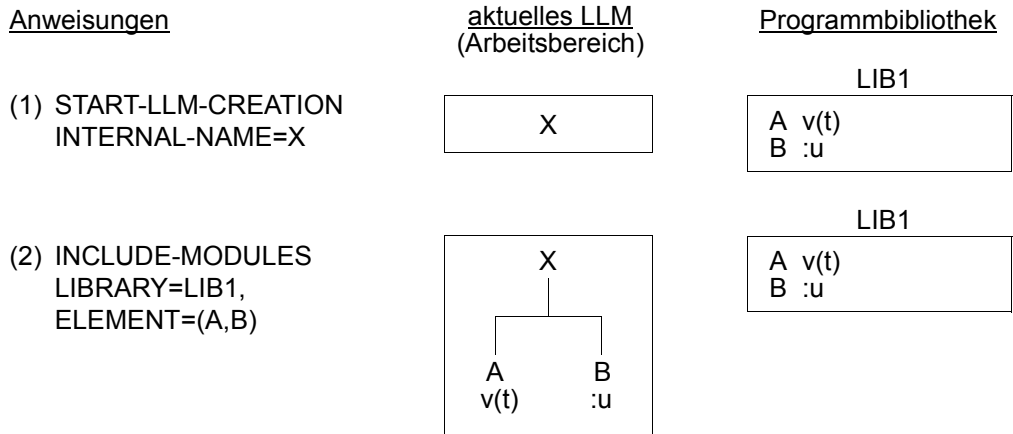 Anweisungen
aktuelles LLM
(Arbeitsbereich)
Programmbibliothek
(1) START-LLM-CREATION
INTERNAL-NAME=X
X
LIB1
A v(t)
B :u
(2) INCLUDE-MODULES
LIBRARY=LIB1,
ELEMENT=(A,B)
X
A B
v(t) :u
LIB1
A v(t)
B :u